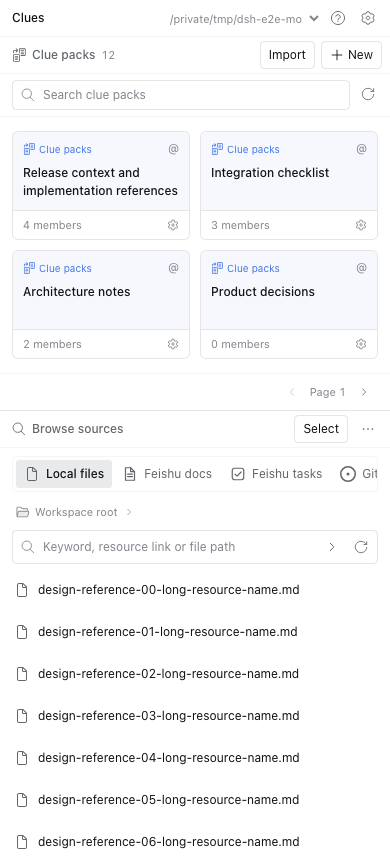 Clues
/private/tmp/dsh-e2e-mo
Clue packs 12
Import
+ New
Search clue packs
Clue packs @
Release context and
implementation references
4 members
Clue packs @
Integration checklist
3 members
Clue packs @
Architecture notes
2 members
Clue packs @
Product decisions
0 members
Page 1
Browse sources
Select
Local files
Feishu docs
Feishu tasks
Git
Workspace root
Keyword, resource link or file path
design-reference-00-long-resource-name.md
design-reference-01-long-resource-name.md
design-reference-02-long-resource-name.md
design-reference-03-long-resource-name.md
design-reference-04-long-resource-name.md
design-reference-05-long-resource-name.md
design-reference-06-long-resource-name.md